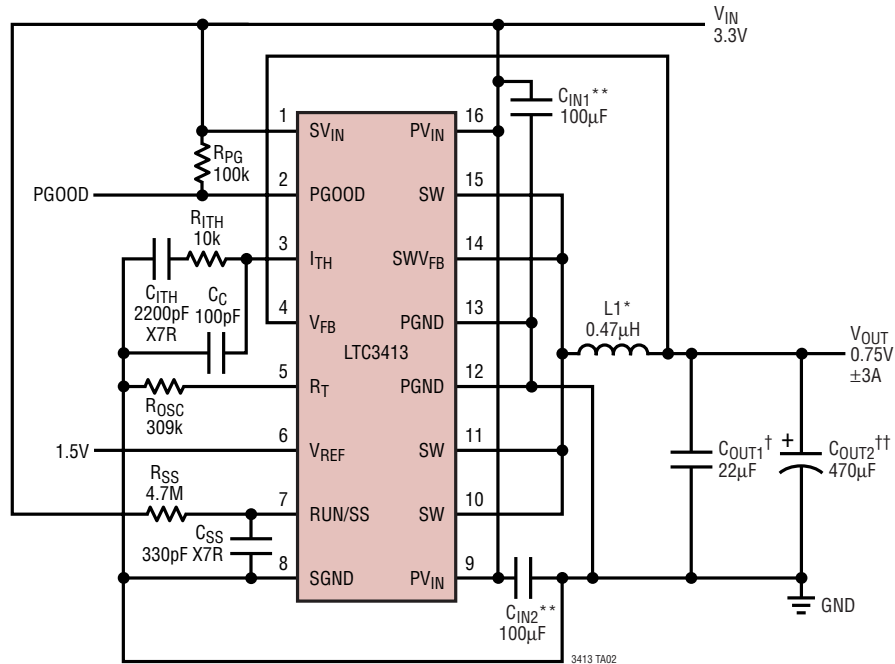 VIN
3.3V
CIN1**
100µF
1
SVIN
PVIN
16
RPG
100k
PGOOD
2
PGOOD
SW
15
RITH
10k
3
ITH
SWVFB
14
CITH
2200pF
X7R
CC
100pF
4
VFB
PGND
13
L1*
0.47µH
VOUT
0.75V
±3A
LTC3413
5
RT
PGND
12
ROSC
309k
1.5V
6
VREF
SW
11
COUT1†
22µF
+
COUT2††
470µF
RSS
4.7M
7
RUN/SS
SW
10
CSS
330pF X7R
8
SGND
PVIN
9
CIN2**
100µF
GND
3413 TA02